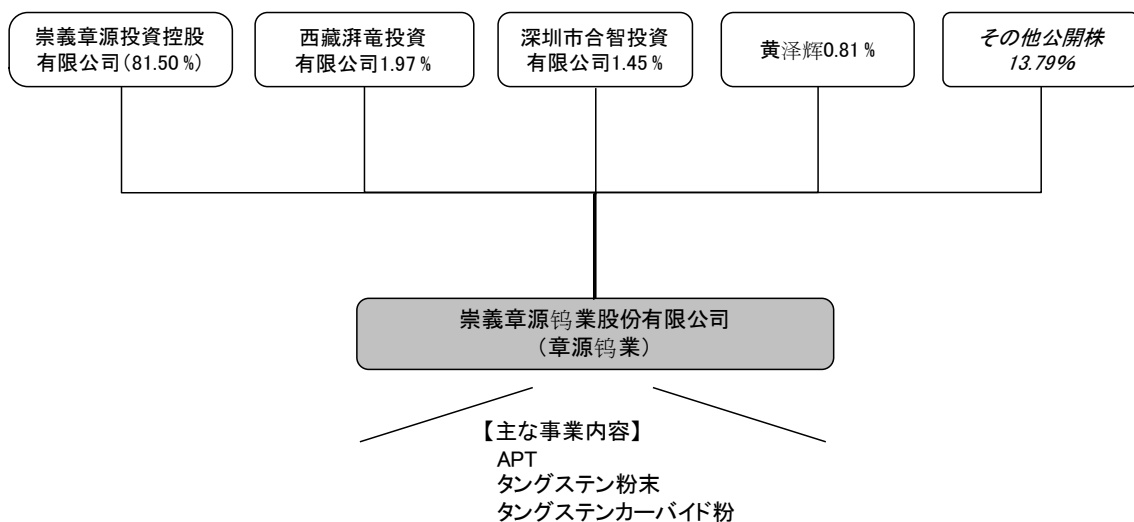 崇義章源投資控股
有限公司(81.50%)
西藏湃竜投資
有限公司1.97%
深圳市合智投資
有限公司1.45%
黄泽辉0.81%
その他公開株
13.79%
崇義章源钨業股份有限公司
（章源钨業）
【主な事業内容】
APT
タングステン粉末
タングステンカーバイド粉